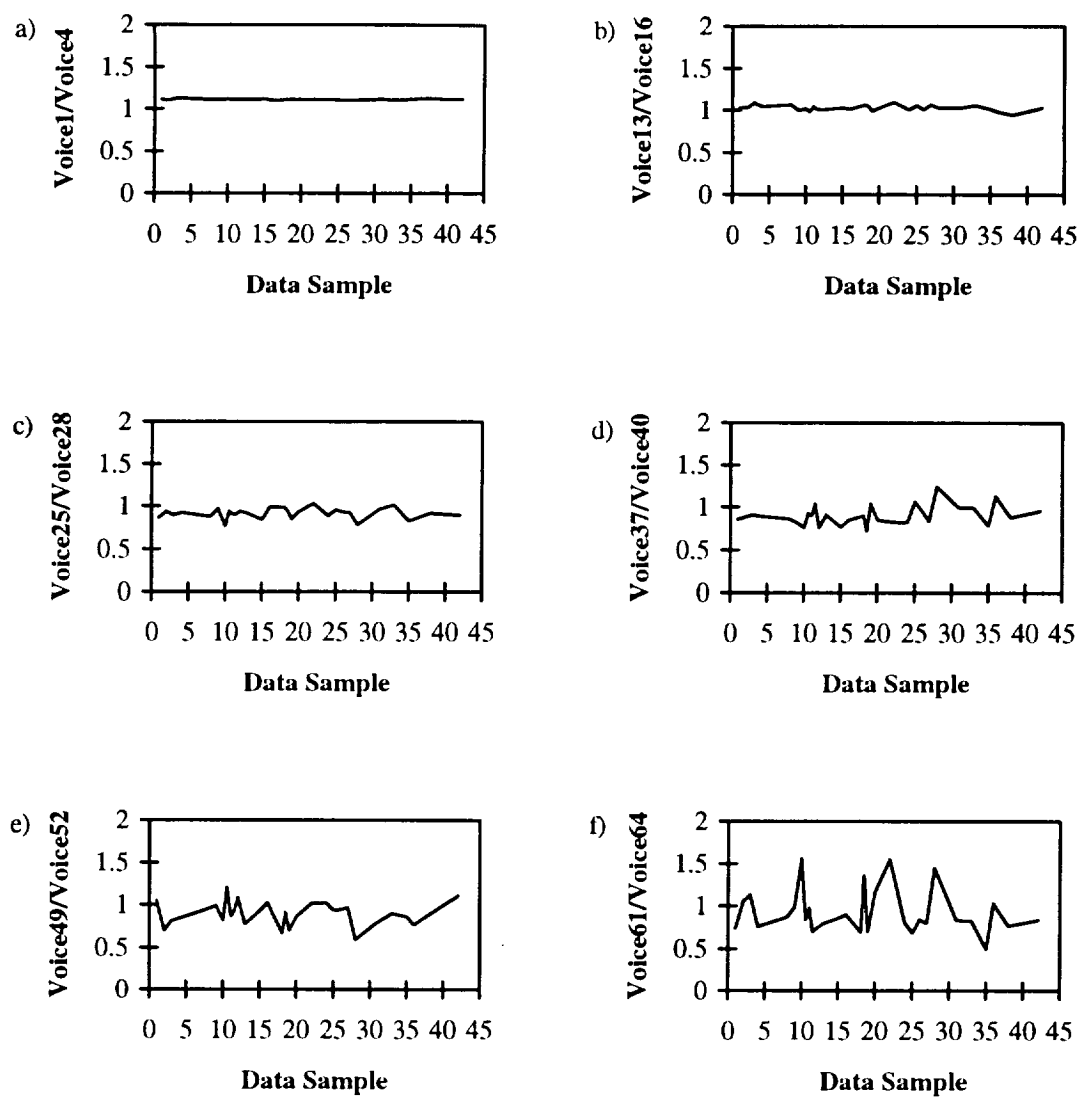 a)
Voice1/Voice4
2
1.5
1
0.5
0
0 5 10 15 20 25 30 35 40 45
Data Sample
b)
Voice13/Voice16
2
1.5
1
0.5
0
0 5 10 15 20 25 30 35 40 45
Data Sample
c)
Voice25/Voice28
2
1.5
1
0.5
0
0 5 10 15 20 25 30 35 40 45
Data Sample
d)
Voice37/Voice40
2
1.5
1
0.5
0
0 5 10 15 20 25 30 35 40 45
Data Sample
e)
Voice49/Voice52
2
1.5
1
0.5
0
0 5 10 15 20 25 30 35 40 45
Data Sample
f)
Voice61/Voice64
2
1.5
1
0.5
0
0 5 10 15 20 25 30 35 40 45
Data Sample